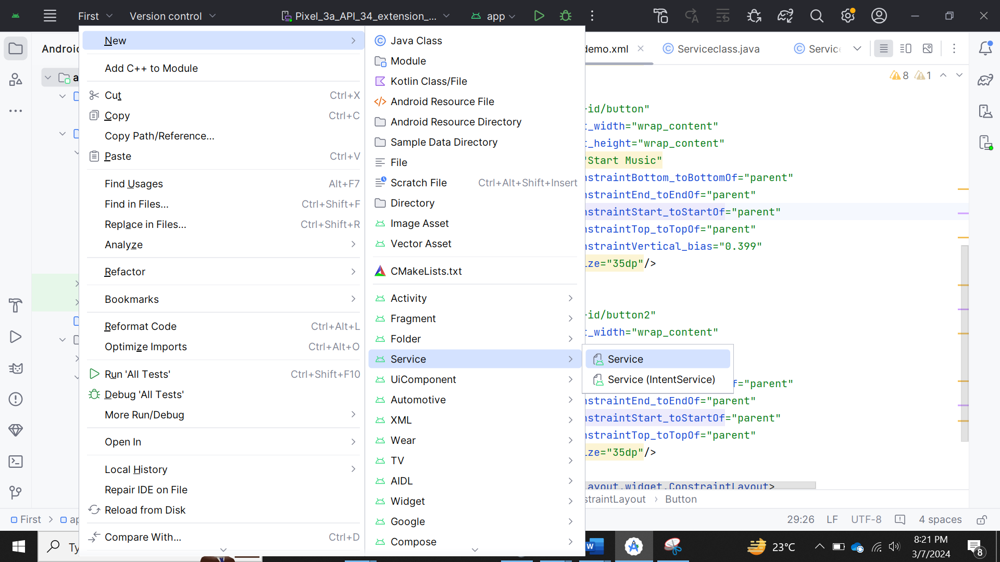 First
Version control
Pixel_3a_API_34_extension_...
app
Android
demo.xml
Serviceclass.java
Service
New
Add C++ to Module
Cut Ctrl+X
Copy Ctrl+C
Copy Path/Reference...
Paste Ctrl+V
Find Usages Alt+F7
Find in Files... Ctrl+Shift+F
Replace in Files... Ctrl+Shift+R
Analyze
Refactor
Bookmarks
Reformat Code Ctrl+Alt+L
Optimize Imports Ctrl+Alt+O
Run 'All Tests' Ctrl+Shift+F10
Debug 'All Tests'
More Run/Debug
Open In
Local History
Repair IDE on File
Reload from Disk
Compare With... Ctrl+D
Java Class
Module
Kotlin Class/File
Android Resource File
Android Resource Directory
Sample Data Directory
File
Scratch File Ctrl+Alt+Shift+Insert
Directory
Image Asset
Vector Asset
CMakeLists.txt
Activity
Fragment
Folder
Service
UiComponent
Automotive
XML
Wear
TV
AIDL
Widget
Google
Compose
Service
Service (IntentService)
8 1
id/button"
t_width="wrap_content"
t_height="wrap_content"
"Start Music"
nstraintBottom_toBottomOf="parent"
nstraintEnd_toEndOf="parent"
nstraintStart_toStartOf="parent"
nstraintTop_toTopOf="parent"
nstraintVertical_bias="0.399"
ize="35dp"/>
id/button2"
t_width="wrap_content"
f="parent"
nstraintEnd_toEndOf="parent"
nstraintStart_toStartOf="parent"
nstraintTop_toTopOf="parent"
ize="35dp"/>
layout.widget.ConstraintLayout>
straintLayout > Button
First > ap
29:26 LF UTF-8 4 spaces
Ty
23°C
8:21 PM
3/7/2024
8